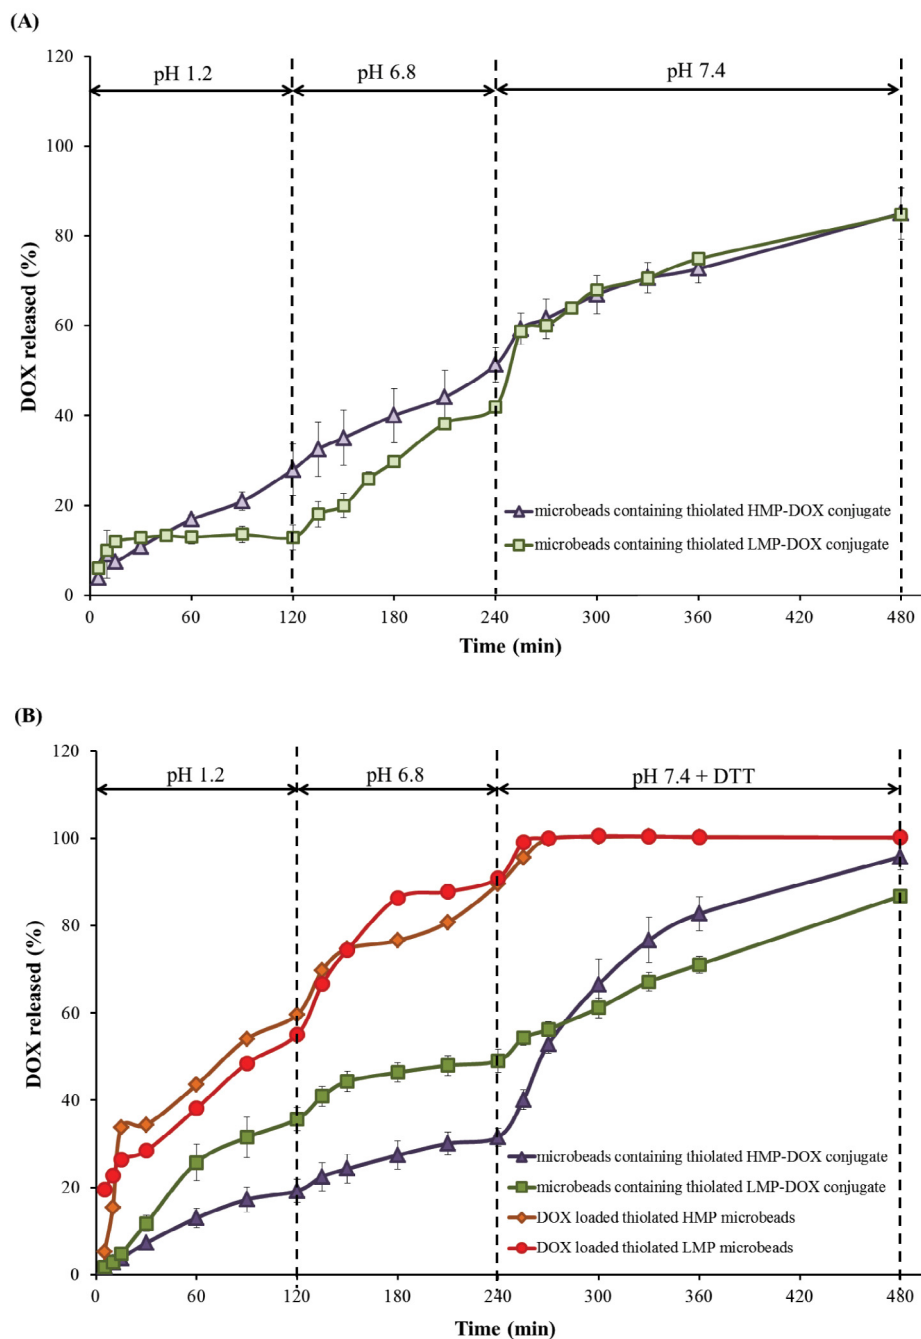 (A)
120
pH 1.2
pH 6.8
pH 7.4
100
80
60
40
20
0
DOX released (%)
microbeads containing thiolated HMP-DOX conjugate
microbeads containing thiolated LMP-DOX conjugate
0 60 120 180 240 300 360 420 480
Time (min)
(B)
120
pH 1.2
pH 6.8
pH 7.4 + DTT
100
80
60
40
20
0
DOX released (%)
microbeads containing thiolated HMP-DOX conjugate
microbeads containing thiolated LMP-DOX conjugate
DOX loaded thiolated HMP microbeads
DOX loaded thiolated LMP microbeads
0 60 120 180 240 300 360 420 480
Time (min)